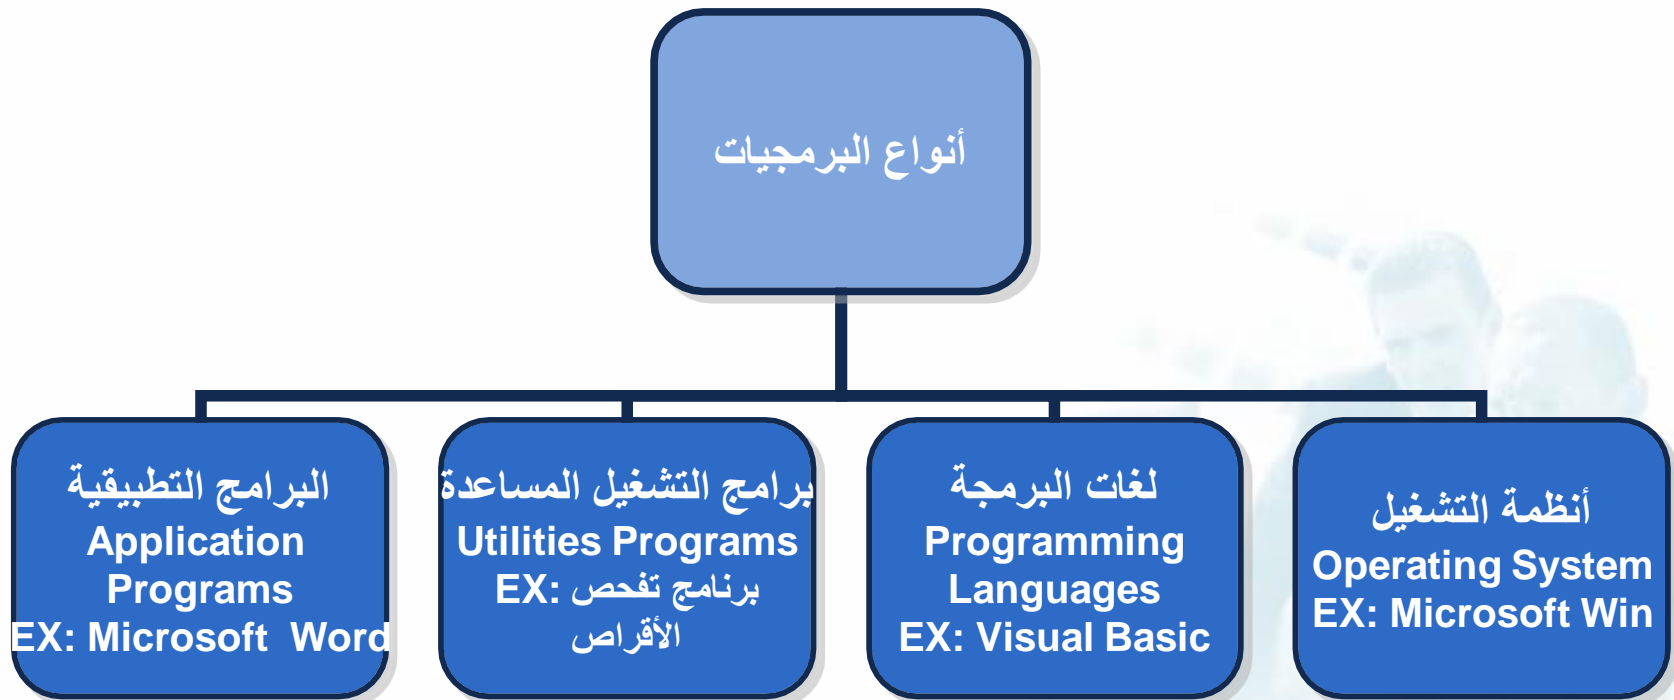 أنواع البرمجيات
أنظمة التشغيل
Operating System
EX: Microsoft Win
لغات البرمجة
Programming
Languages
EX: Visual Basic
برامج التشغيل المساعدة
Utilities Programs
EX: برنامج تفحص
الأقراص
البرامج التطبيقية
Application
Programs
EX: Microsoft Word